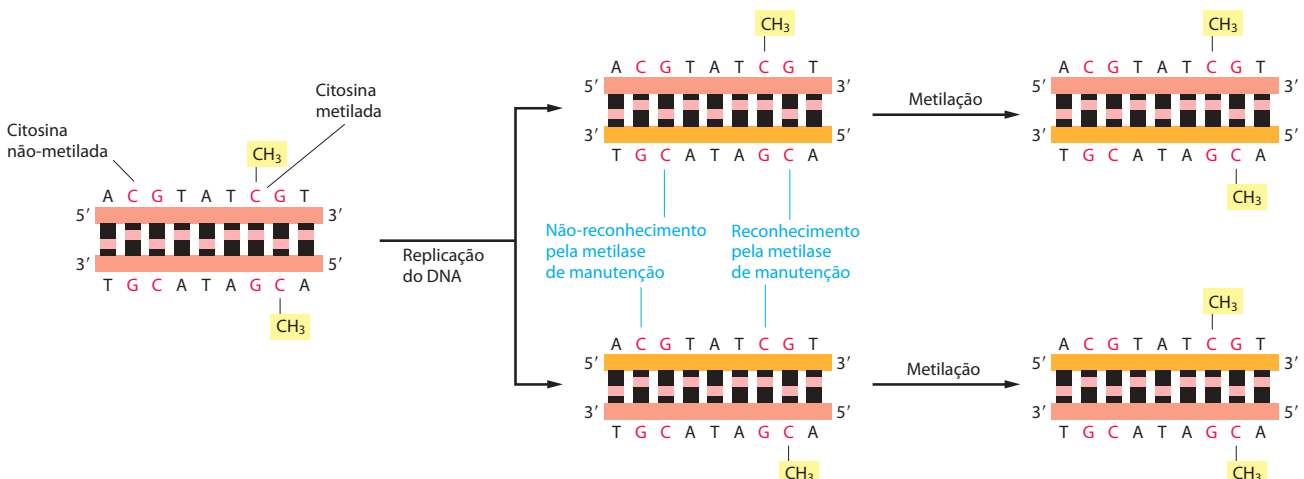 Citosina
não-metilada
Citosina
metilada
CH₃
A C G T A T C G T
5′ 3′
3′ 5′
T G C A T A G C A
CH₃
Replicação
do DNA
CH₃
A C G T A T C G T
5′ 3′
3′ 5′
T G C A T A G C A
Não-reconhecimento
pela metilase
de manutenção
Reconhecimento
pela metilase
de manutenção
A C G T A T C G T
5′ 3′
3′ 5′
T G C A T A G C A
CH₃
Metilação
CH₃
A C G T A T C G T
5′ 3′
3′ 5′
T G C A T A G C A
CH₃
Metilação
CH₃
A C G T A T C G T
5′ 3′
3′ 5′
T G C A T A G C A
CH₃